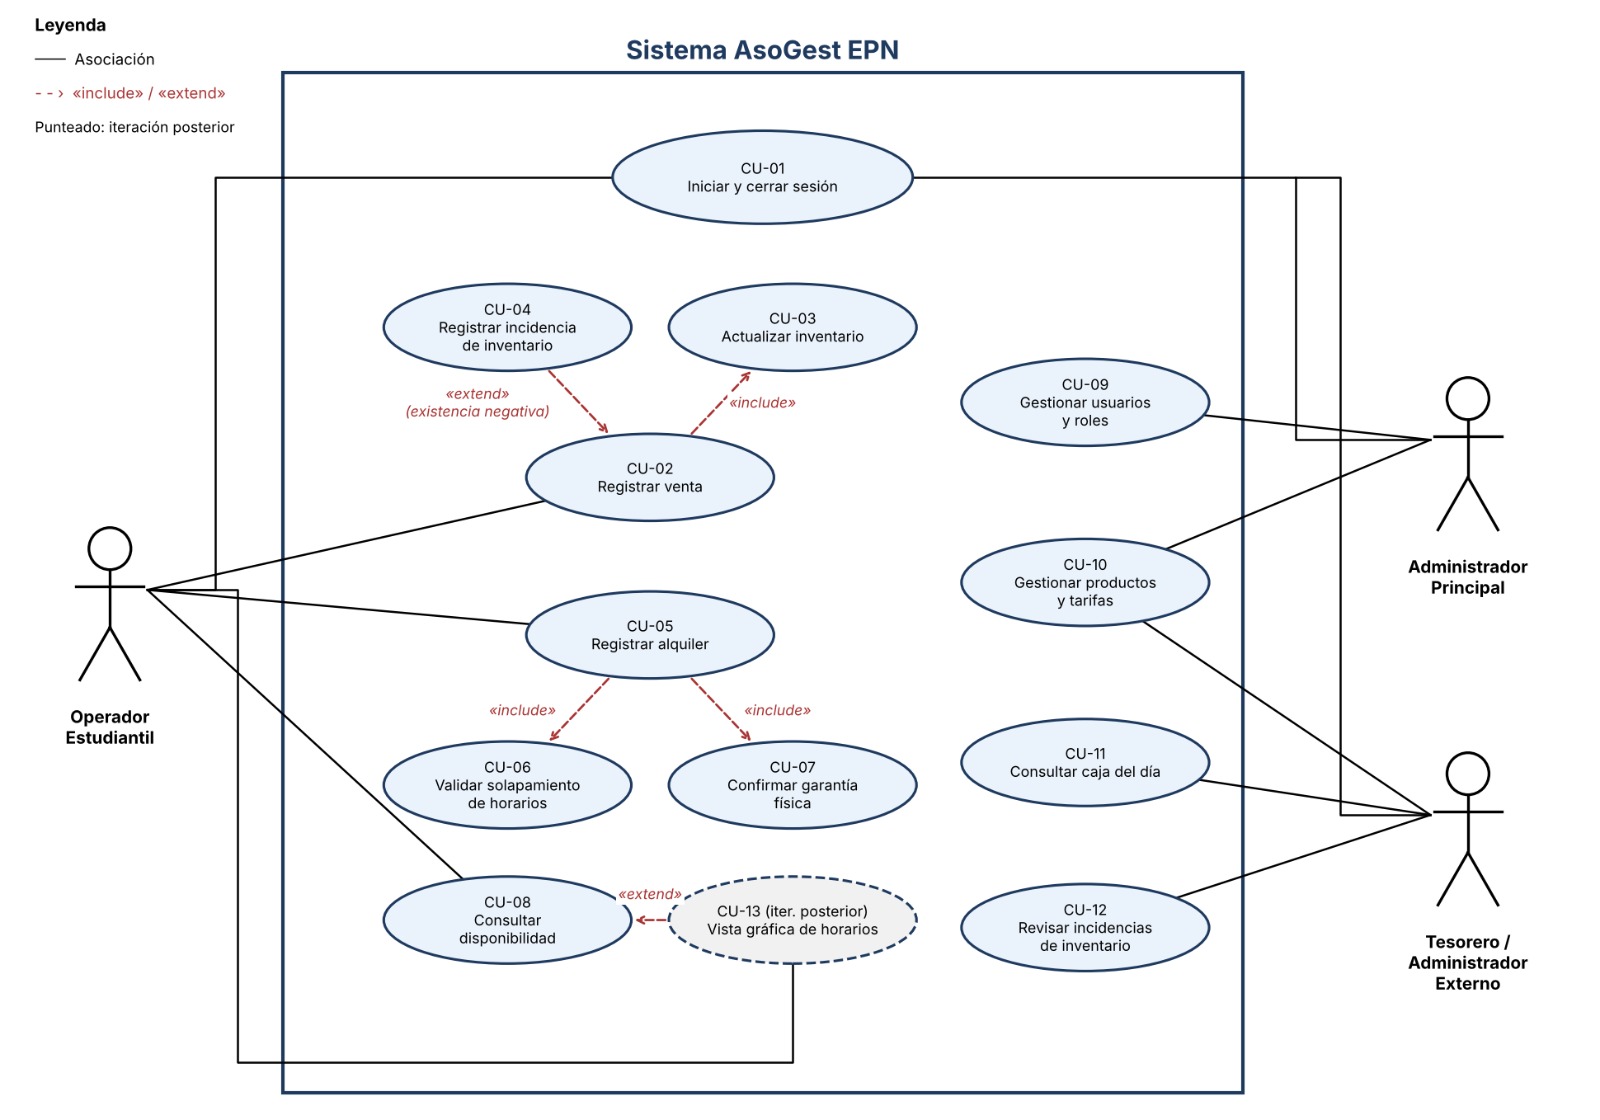 Leyenda
Asociación
«include» / «extend»
Punteado: iteración posterior
Sistema AsoGest EPN
CU-01
Iniciar y cerrar sesión
CU-04
Registrar incidencia
de inventario
CU-03
Actualizar inventario
«extend»
(existencia negativa)
«include»
CU-02
Registrar venta
CU-09
Gestionar usuarios
y roles
CU-10
Gestionar productos
y tarifas
Administrador
Principal
CU-05
Registrar alquiler
Operador
Estudiantil
«include»
«include»
CU-06
Validar solapamiento
de horarios
CU-07
Confirmar garantía
física
CU-11
Consultar caja del día
CU-08
Consultar
disponibilidad
«extend»
CU-13 (iter. posterior)
Vista gráfica de horarios
CU-12
Revisar incidencias
de inventario
Tesorero /
Administrador
Externo